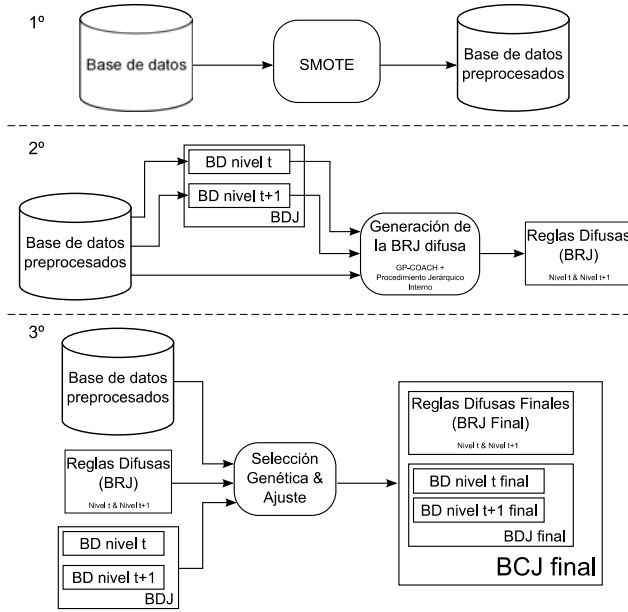 1º
Base de datos
SMOTE
Base de datos
preprocesados
2º
BD nivel t
BD nivel t+1
BDJ
Base de datos
preprocesados
Generación de
la BRJ difusa
GP-COACH +
Procedimiento Jerárquico
Interno
Reglas Difusas
(BRJ)
Nivel t & Nivel t+1
3º
Base de datos
preprocesados
Reglas Difusas
(BRJ)
Nivel t & Nivel t+1
BD nivel t
BD nivel t+1
BDJ
Selección
Genética &
Ajuste
Reglas Difusas Finales
(BRJ Final)
Nivel t & Nivel t+1
BD nivel t final
BD nivel t+1 final
BDJ final
BCJ final